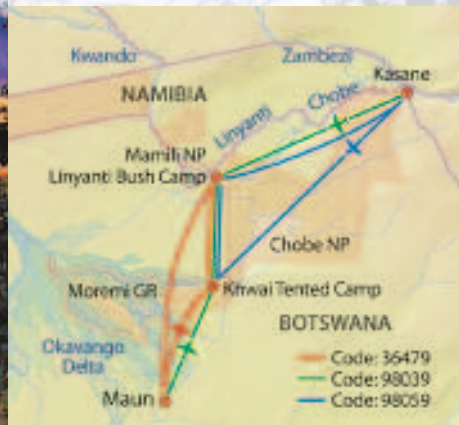 Kwando
Zambezi
Kasane
NAMIBIA
Chobe
Linyanti
Mamili NP
Linyanti Bush Camp
Chobe NP
Moremi GR
Khwai Tented Camp
BOTSWANA
Okavango
Delta
Code: 36479
Code: 98039
Maun
Code: 98059